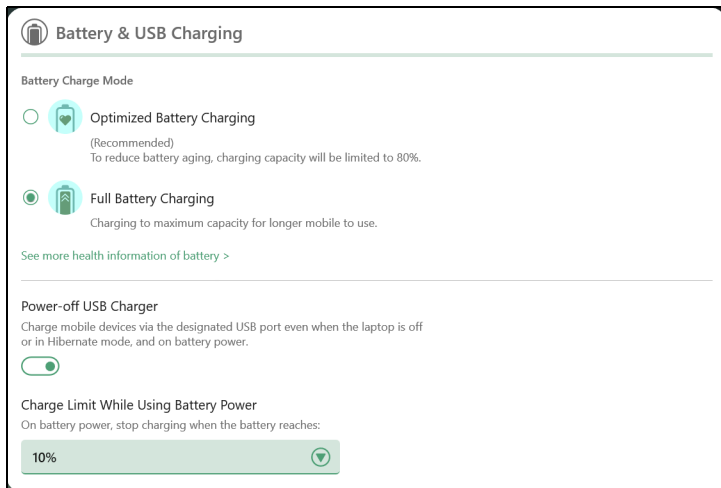 Battery & USB Charging
Battery Charge Mode
Optimized Battery Charging
(Recommended)
To reduce battery aging, charging capacity will be limited to 80%.
Full Battery Charging
Charging to maximum capacity for longer mobile to use.
See more health information of battery >
Power-off USB Charger
Charge mobile devices via the designated USB port even when the laptop is off
or in Hibernate mode, and on battery power.
Charge Limit While Using Battery Power
On battery power, stop charging when the battery reaches:
10%